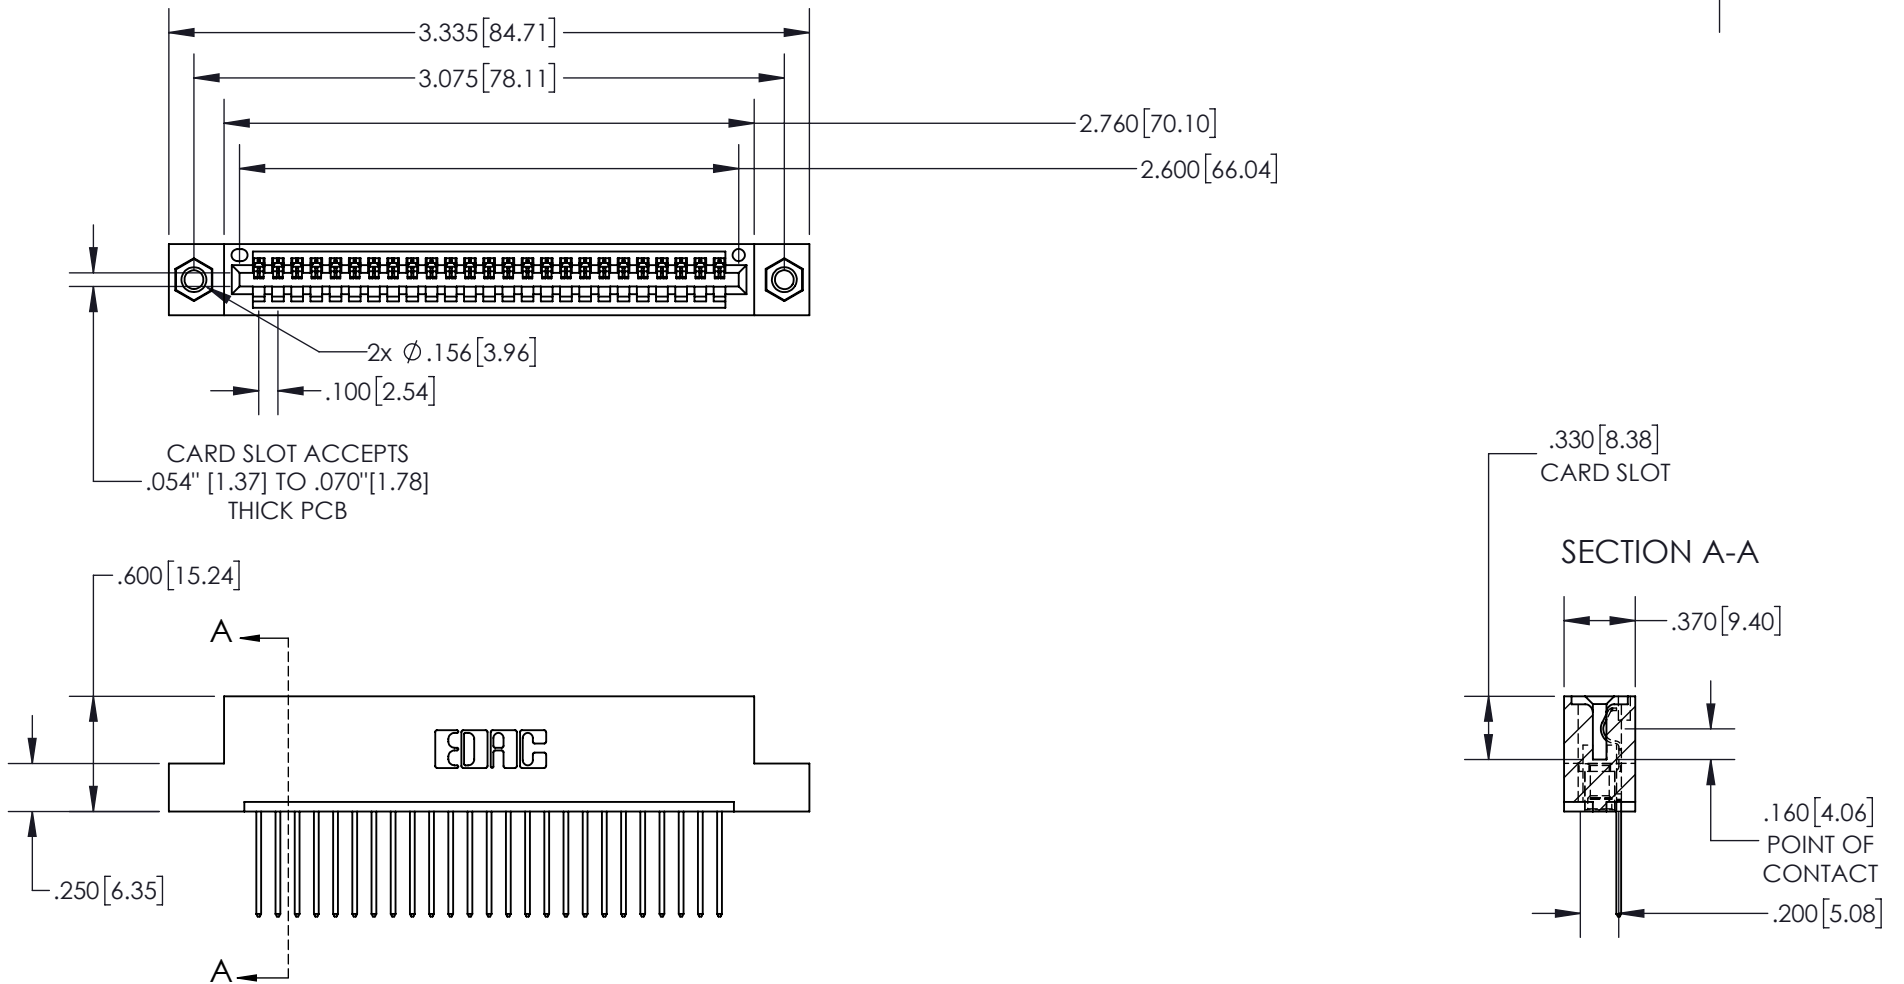 3.335[84.71]
3.075[78.11]
2.760[70.10]
2.600[66.04]
2x ⌀.156[3.96]
.100[2.54]
CARD SLOT ACCEPTS
.054" [1.37] TO .070"[1.78]
THICK PCB
.330[8.38]
CARD SLOT
SECTION A-A
.600[15.24]
.370[9.40]
A
EDAC
.160[4.06]
POINT OF
CONTACT
.250[6.35]
.200[5.08]
A